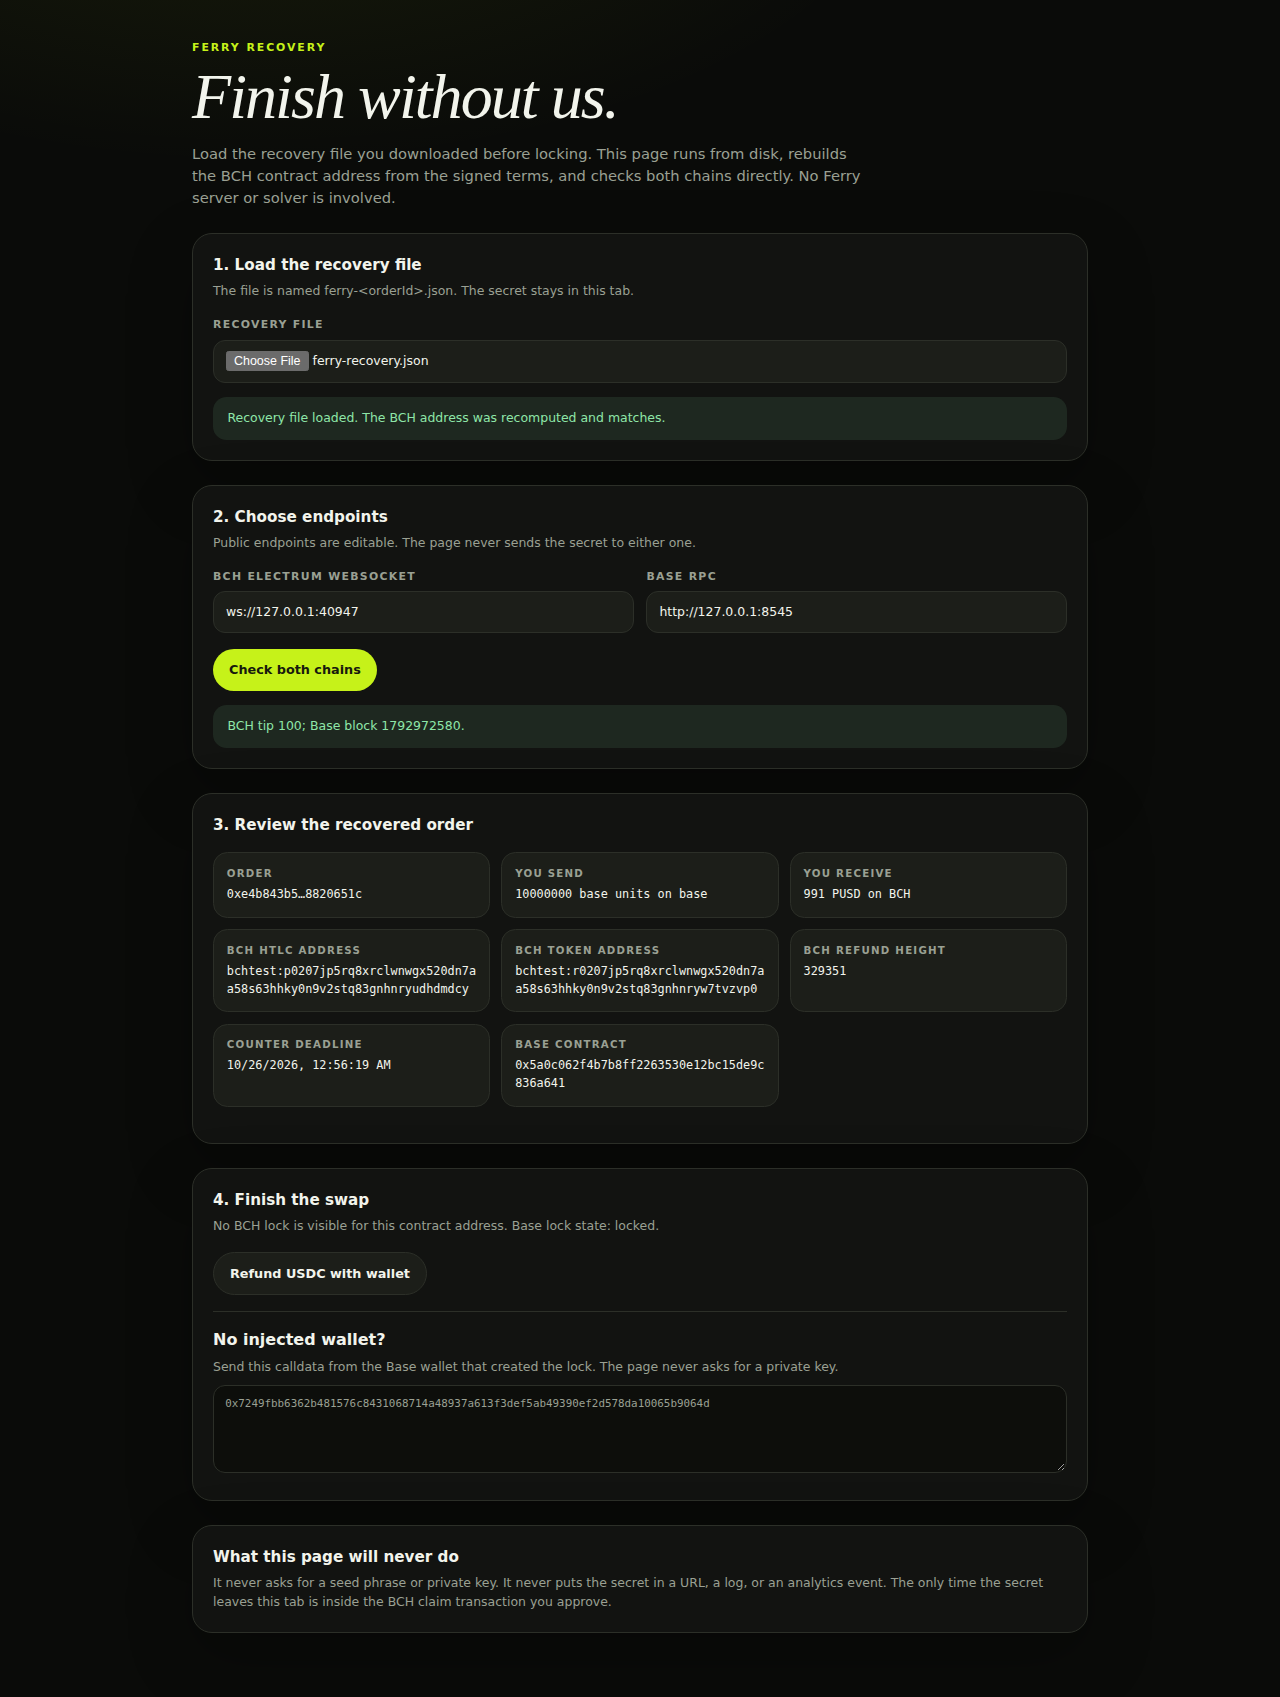 FERRY RECOVERY
Finish without us.
Load the recovery file you downloaded before locking. This page runs from disk, rebuilds
the BCH contract address from the signed terms, and checks both chains directly. No Ferry
server or solver is involved.
1. Load the recovery file
The file is named ferry-<orderId>.json. The secret stays in this tab.
RECOVERY FILE
Choose File ferry-recovery.json
Recovery file loaded. The BCH address was recomputed and matches.
2. Choose endpoints
Public endpoints are editable. The page never sends the secret to either one.
BCH ELECTRUM WEBSOCKET
ws://127.0.0.1:40947
BASE RPC
http://127.0.0.1:8545
Check both chains
BCH tip 100; Base block 1792972580.
3. Review the recovered order
ORDER
0xe4b843b5…8820651c
YOU SEND
10000000 base units on base
YOU RECEIVE
991 PUSD on BCH
BCH HTLC ADDRESS
bchtest:p0207jp5rq8xrclwnwgx520dn7a
a58s63hhky0n9v2stq83gnhnryudhdmdcy
BCH TOKEN ADDRESS
bchtest:r0207jp5rq8xrclwnwgx520dn7a
a58s63hhky0n9v2stq83gnhnryw7tvzvp0
BCH REFUND HEIGHT
329351
COUNTER DEADLINE
10/26/2026, 12:56:19 AM
BASE CONTRACT
0x5a0c062f4b7b8ff2263530e12bc15de9c
836a641
4. Finish the swap
No BCH lock is visible for this contract address. Base lock state: locked.
Refund USDC with wallet
No injected wallet?
Send this calldata from the Base wallet that created the lock. The page never asks for a private key.
0x7249fbb6362b481576c8431068714a48937a613f3def5ab49390ef2d578da10065b9064d
What this page will never do
It never asks for a seed phrase or private key. It never puts the secret in a URL, a log, or an analytics event. The only time the secret
leaves this tab is inside the BCH claim transaction you approve.